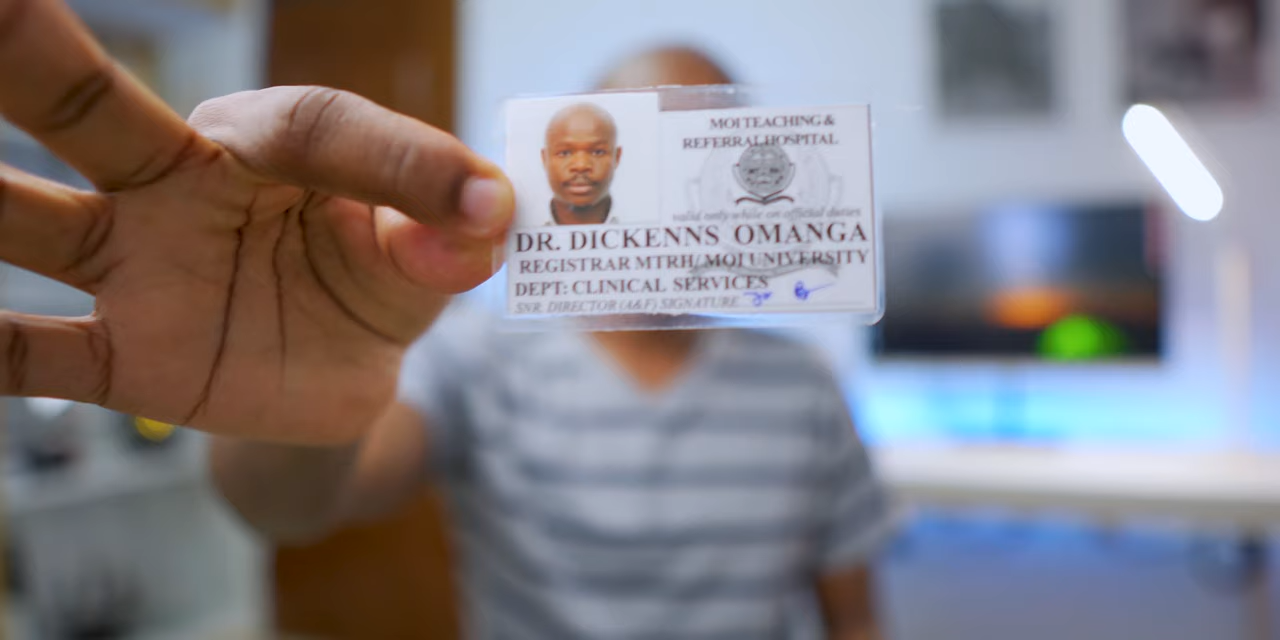 MOI TEACHING &
REFERRAL HOSPITAL
valid only while on official duties
DR. DICKENNS OMANGA
REGISTRAR MTRH/MOI UNIVERSITY
DEPT: CLINICAL SERVICES
SNR. DIRECTOR (A&F) SIGNATURE